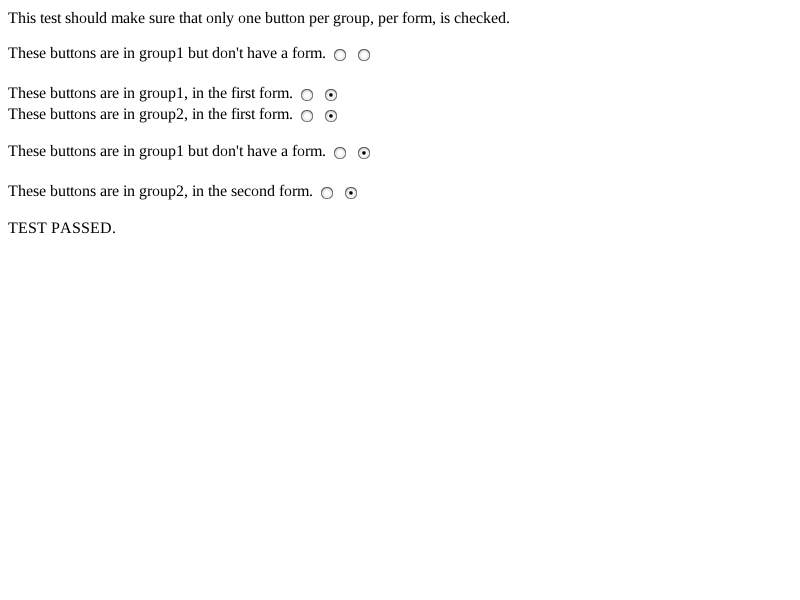 This test should make sure that only one button per group, per form, is checked.
These buttons are in group1 but don't have a form.
These buttons are in group1, in the first form.
These buttons are in group2, in the first form.
These buttons are in group1 but don't have a form.
These buttons are in group2, in the second form.
TEST PASSED.